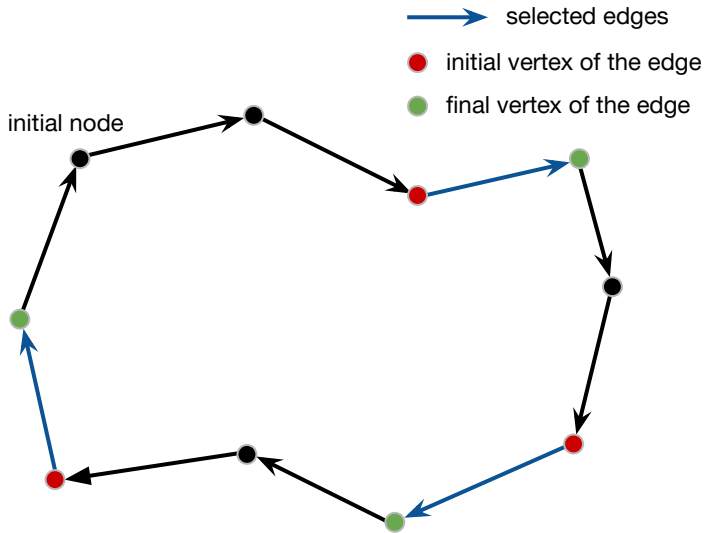 selected edges
initial vertex of the edge
final vertex of the edge
initial node